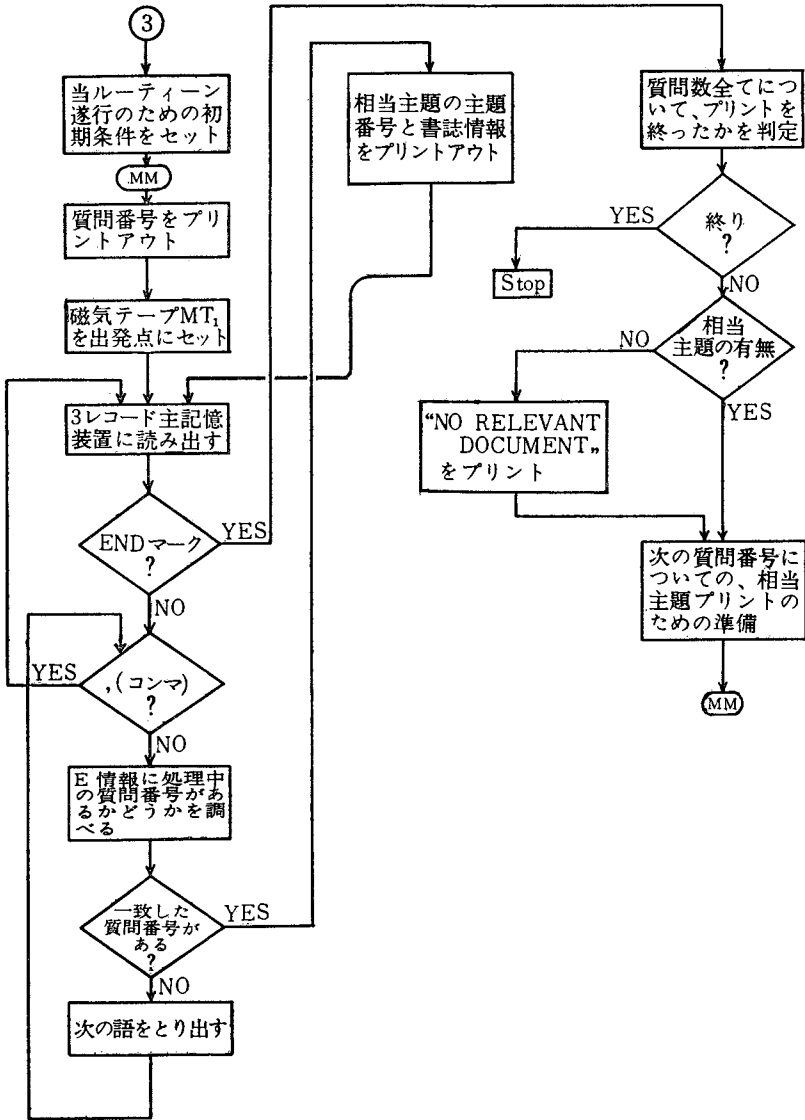 3
当ルーティーン
遂行のための初
期条件をセット
MM
質問番号をプリ
ントアウト
磁気テープMT₁
を出発点にセット
3レコード主記憶
装置に読み出す
ENDマーク
?
YES
NO
,(コンマ)
?
YES
NO
E情報に処理中
の質問番号があ
るかどうかを調
べる
一致した
質問番号が
ある
?
YES
NO
次の語をとり出す
相当主題の主題
番号と書誌情報
をプリントアウト
質問数全てにつ
いて、プリントを
終ったかを判定
終り
?
YES
Stop
NO
相当
主題の有無
?
NO
YES
“NO RELEVANT
DOCUMENT„
をプリント
次の質問番号に
ついての、相当
主題プリントの
ための準備
MM